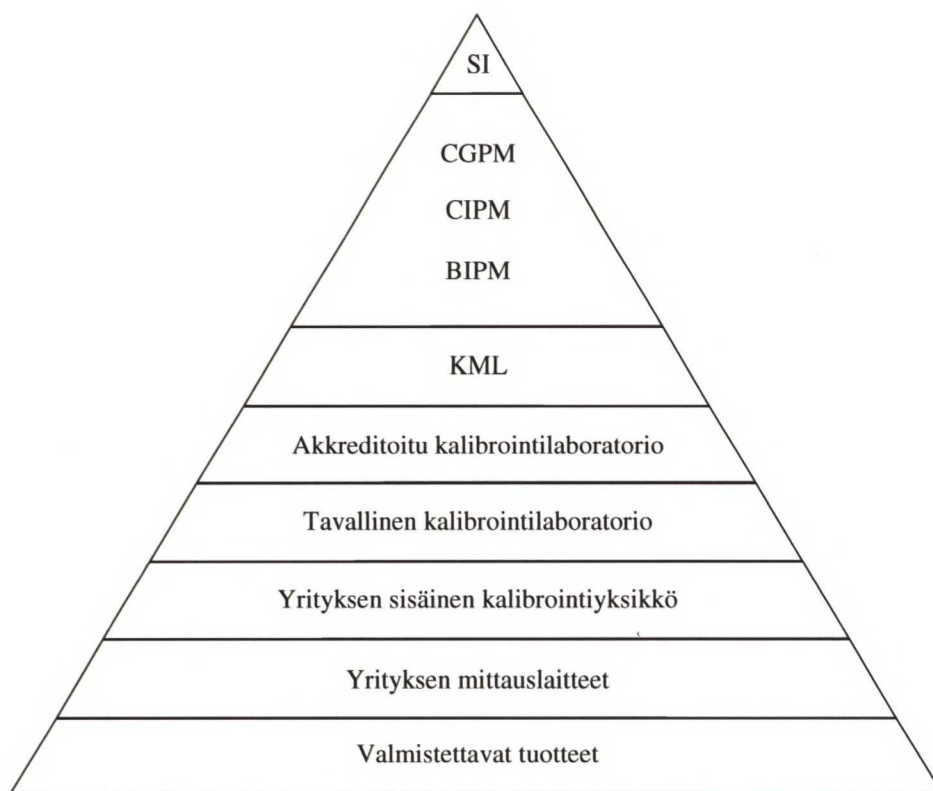 SI
CGPM
CIPM
BIPM
KML
Akkreditoitu kalibrointilaboratorio
Tavallinen kalibrointilaboratorio
Yrityksen sisäinen kalibrointiyksikkö
Yrityksen mittauslaitteet
Valmistettavat tuotteet